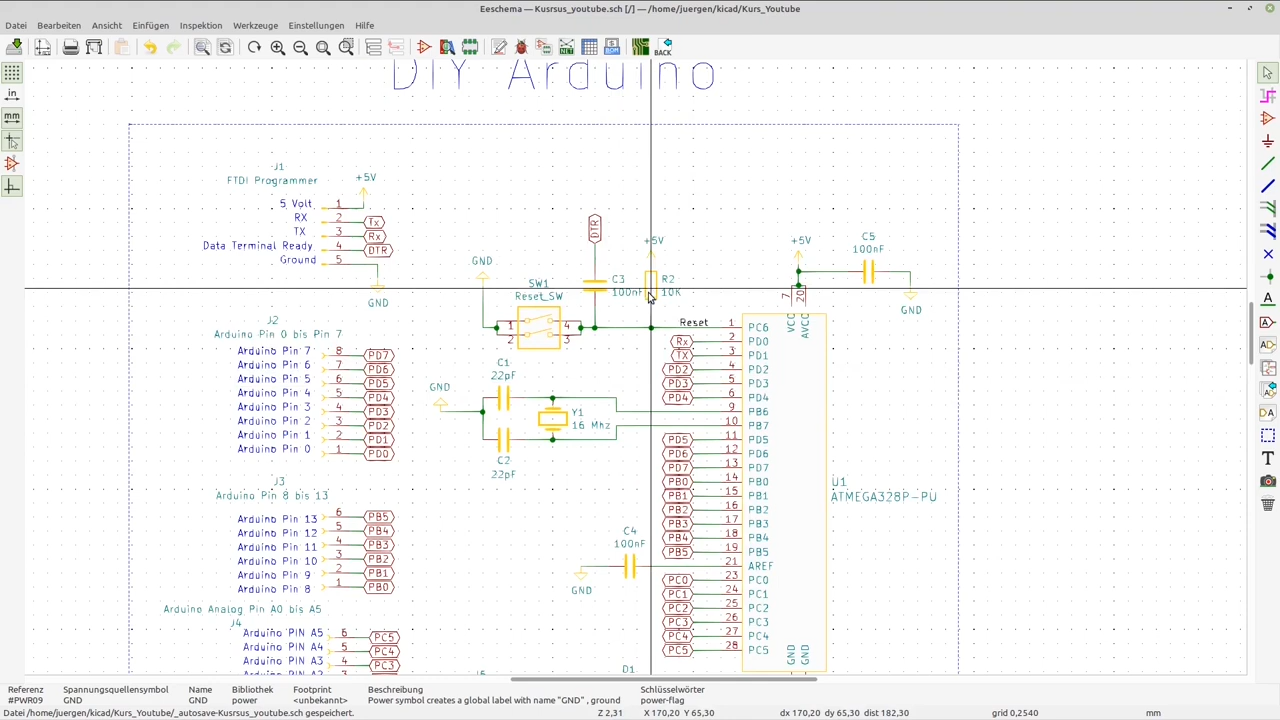 Eeschema — Kusrsus_youtube.sch [/] — /home/juergen/kicad/Kurs_Youtube
Datei Bearbeiten Ansicht Einfügen Inspektion Werkzeuge Einstellungen Hilfe
BOM
BACK
in
mm
DIY Arduino
J1
FTDI Programmer
+5V
5 Volt 1
RX 2 Tx
TX 3 Rx
Data Terminal Ready 4 DTR
Ground 5
GND
J2
Arduino Pin 0 bis Pin 7
Arduino Pin 7 8 PD7
Arduino Pin 6 7 PD6
Arduino Pin 5 6 PD5
Arduino Pin 4 5 PD4
Arduino Pin 3 4 PD3
Arduino Pin 2 3 PD2
Arduino Pin 1 2 PD1
Arduino Pin 0 1 PD0
J3
Arduino Pin 8 bis 13
Arduino Pin 13 6 PB5
Arduino Pin 12 5 PB4
Arduino Pin 11 4 PB3
Arduino Pin 10 3 PB2
Arduino Pin 9 2 PB1
Arduino Pin 8 1 PB0
Arduino Analog Pin A0 bis A5
J4
Arduino PIN A5 6 PC5
Arduino PIN A4 5 PC4
Arduino PIN A3 4 PC3
DTR
GND
SW1
Reset_SW
1 4
2 3
C3
100nF
+5V
R2
10K
+5V
C5
100nF
GND
7 20
VCC AVCC
Reset 1 PC6
Rx 2 PD0
TX 3 PD1
PD2 4 PD2
PD3 5 PD3
PD4 6 PD4
9 PB6
10 PB7
PD5 11 PD5
PD6 12 PD6
PD7 13 PD7
PB0 14 PB0
PB1 15 PB1
PB2 16 PB2
PB3 17 PB3
PB4 18 PB4
PB5 19 PB5
21 AREF
PC0 23 PC0
PC1 24 PC1
PC2 25 PC2
PC3 26 PC3
PC4 27 PC4
PC5 28 PC5
GND GND
U1
ATMEGA328P-PU
C1
22pF
GND
Y1
16 Mhz
C2
22pF
C4
100nF
GND
D1
Referenz Spannungsquellensymbol Name Bibliothek Footprint Beschreibung Schlüsselwörter
#PWR09 GND GND power <unbekannt> Power symbol creates a global label with name "GND" , ground power-flag
Datei /home/juergen/kicad/Kurs_Youtube/_autosave-Kusrsus_youtube.sch gespeichert. Z 2,31 X 170,20 Y 65,30 dx 170,20 dy 65,30 dist 182,30 grid 0,2540 mm